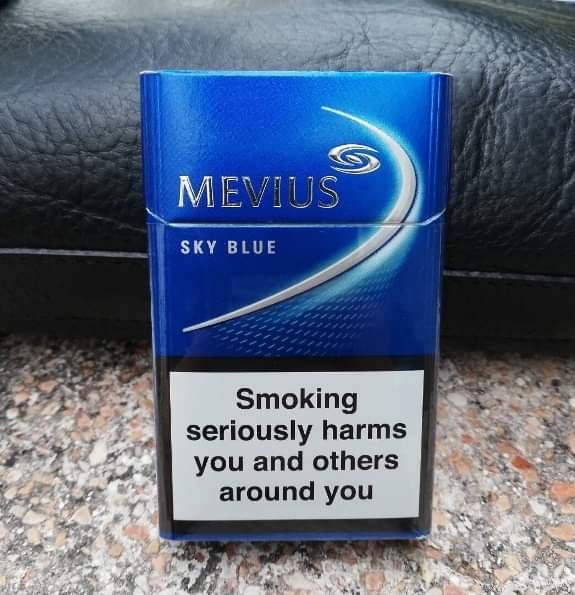 MEVIUS
SKY BLUE
Smoking
seriously harms
you and others
around you